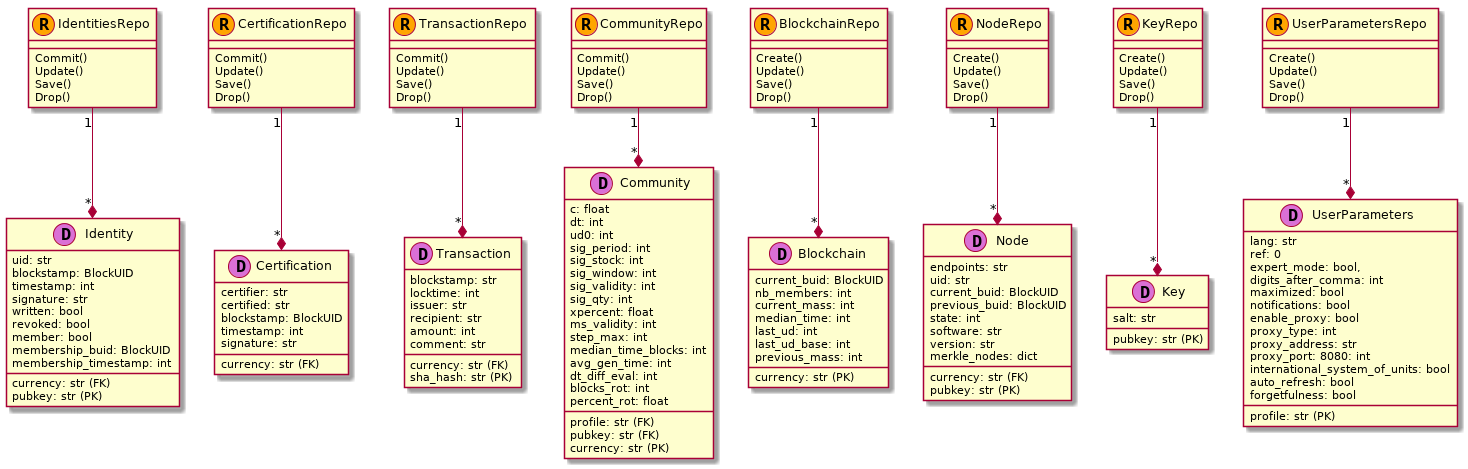 R IdentitiesRepo
Commit()
Update()
Save()
Drop()
1
*
D Identity
uid: str
blockstamp: BlockUID
timestamp: int
signature: str
written: bool
revoked: bool
member: bool
membership_buid: BlockUID
membership_timestamp: int
currency: str (FK)
pubkey: str (PK)
R CertificationRepo
Commit()
Update()
Save()
Drop()
1
*
D Certification
certifier: str
certified: str
blockstamp: BlockUID
timestamp: int
signature: str
currency: str (FK)
R TransactionRepo
Commit()
Update()
Save()
Drop()
1
*
D Transaction
blockstamp: str
locktime: int
issuer: str
recipient: str
amount: int
comment: str
currency: str (FK)
sha_hash: str (PK)
R CommunityRepo
Commit()
Update()
Save()
Drop()
1
*
D Community
c: float
dt: int
ud0: int
sig_period: int
sig_stock: int
sig_window: int
sig_validity: int
sig_qty: int
xpercent: float
ms_validity: int
step_max: int
median_time_blocks: int
avg_gen_time: int
dt_diff_eval: int
blocks_rot: int
percent_rot: float
profile: str (FK)
pubkey: str (FK)
currency: str (PK)
R BlockchainRepo
Create()
Update()
Save()
Drop()
1
*
D Blockchain
current_buid: BlockUID
nb_members: int
current_mass: int
median_time: int
last_ud: int
last_ud_base: int
previous_mass: int
currency: str (PK)
R NodeRepo
Create()
Update()
Save()
Drop()
1
*
D Node
endpoints: str
uid: str
current_buid: BlockUID
previous_buid: BlockUID
state: int
software: str
version: str
merkle_nodes: dict
currency: str (FK)
pubkey: str (PK)
R KeyRepo
Create()
Update()
Save()
Drop()
1
*
D Key
salt: str
pubkey: str (PK)
R UserParametersRepo
Create()
Update()
Save()
Drop()
1
*
D UserParameters
lang: str
ref: 0
expert_mode: bool,
digits_after_comma: int
maximized: bool
notifications: bool
enable_proxy: bool
proxy_type: int
proxy_address: str
proxy_port: 8080: int
international_system_of_units: bool
auto_refresh: bool
forgetfulness: bool
profile: str (PK)